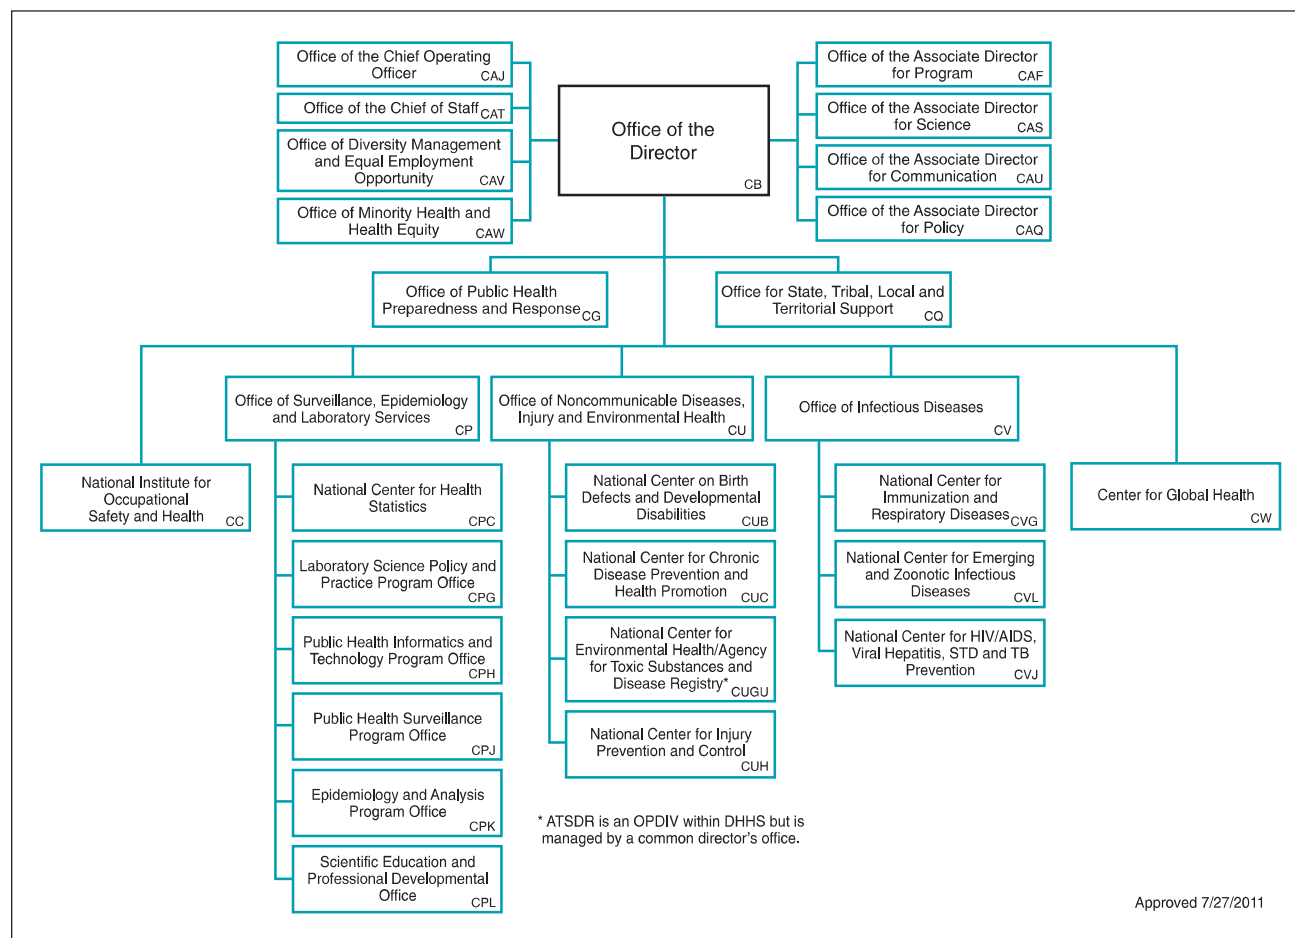 Office of the Chief Operating
Officer
CAJ
Office of the Chief of Staff
CAT
Office of Diversity Management
and Equal Employment
Opportunity
CAV
Office of Minority Health and
Health Equity
CAW
Office of the
Director
CB
Office of the Associate Director
for Program
CAF
Office of the Associate Director
for Science
CAS
Office of the Associate Director
for Communication
CAU
Office of the Associate Director
for Policy
CAQ
Office of Public Health
Preparedness and Response
CG
Office for State, Tribal, Local and
Territorial Support
CQ
Office of Surveillance, Epidemiology
and Laboratory Services
CP
Office of Noncommunicable Diseases,
Injury and Environmental Health
CU
Office of Infectious Diseases
CV
National Institute for
Occupational
Safety and Health
CC
National Center for Health
Statistics
CPC
Laboratory Science Policy and
Practice Program Office
CPG
Public Health Informatics and
Technology Program Office
CPH
Public Health Surveillance
Program Office
CPJ
Epidemiology and Analysis
Program Office
CPK
Scientific Education and
Professional Developmental
Office
CPL
National Center on Birth
Defects and Developmental
Disabilities
CUB
National Center for Chronic
Disease Prevention and
Health Promotion
CUC
National Center for
Environmental Health/Agency
for Toxic Substances and
Disease Registry*
CUGU
National Center for Injury
Prevention and Control
CUH
National Center for
Immunization and
Respiratory Diseases
CVG
National Center for Emerging
and Zoonotic Infectious
Diseases
CVL
National Center for HIV/AIDS,
Viral Hepatitis, STD and TB
Prevention
CVJ
Center for Global Health
CW
* ATSDR is an OPDIV within DHHS but is
managed by a common director's office.
Approved 7/27/2011